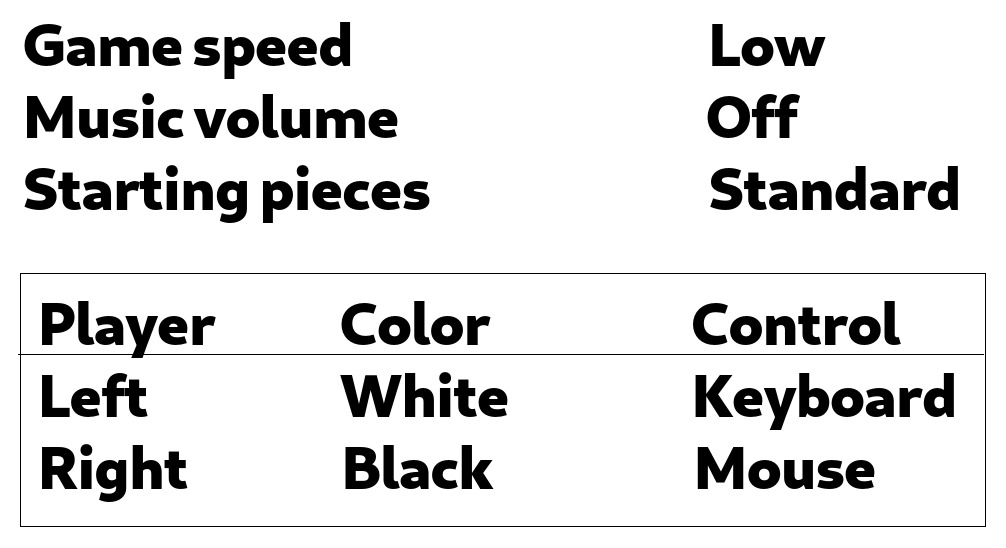 Game speed Low
Music volume Off
Starting pieces Standard
Player Color Control
Left White Keyboard
Right Black Mouse